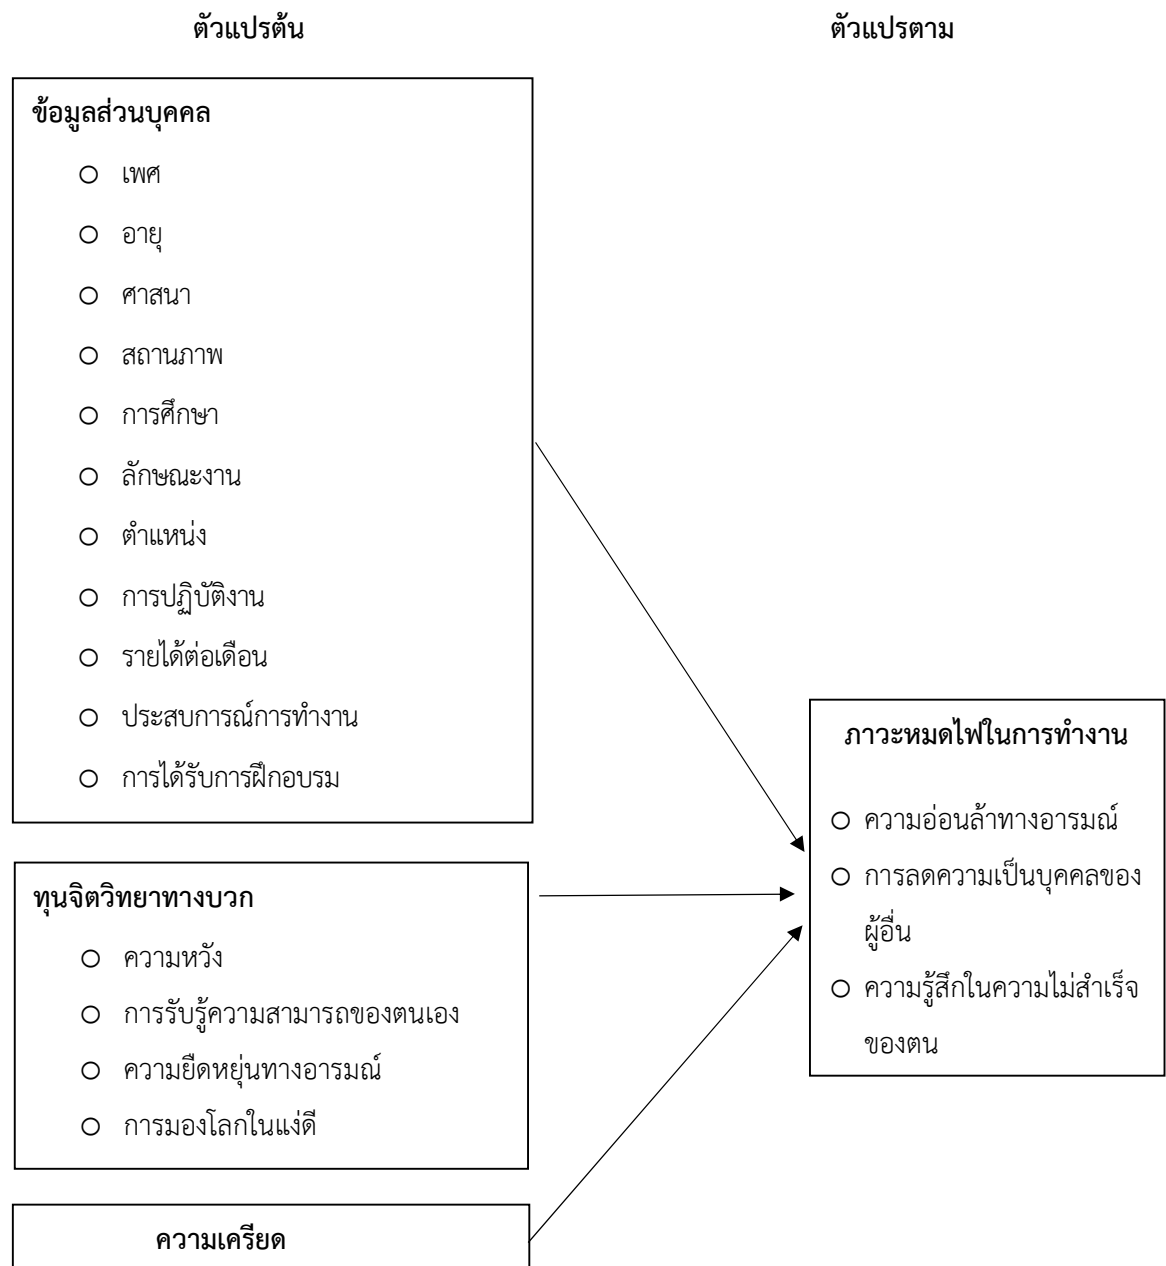 ตัวแปรต้น
ตัวแปรตาม
ข้อมูลส่วนบุคคล
เพศ
อายุ
ศาสนา
สถานภาพ
การศึกษา
ลักษณะงาน
ตำแหน่ง
การปฏิบัติงาน
รายได้ต่อเดือน
ประสบการณ์การทำงาน
การได้รับการฝึกอบรม
ทุนจิตวิทยาทางบวก
ความหวัง
การรับรู้ความสามารถของตนเอง
ความยืดหยุ่นทางอารมณ์
การมองโลกในแง่ดี
ความเครียด
ภาวะหมดไฟในการทำงาน
ความอ่อนล้าทางอารมณ์
การลดความเป็นบุคคลของ
ผู้อื่น
ความรู้สึกในความไม่สำเร็จ
ของตน